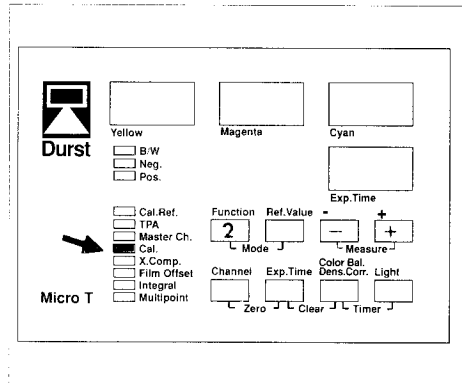 Durst
Yellow
Magenta
Cyan
B/W
Neg.
Pos.
Exp.Time
Cal.Ref.
TPA
Master Ch.
Cal.
X.Comp.
Film Offset
Integral
Multipoint
Function
Ref.Value
-
+
2
−
+
Mode
Measure
Channel
Exp.Time
Color Bal.
Dens.Corr.
Light
Zero
Clear
Timer
Micro T